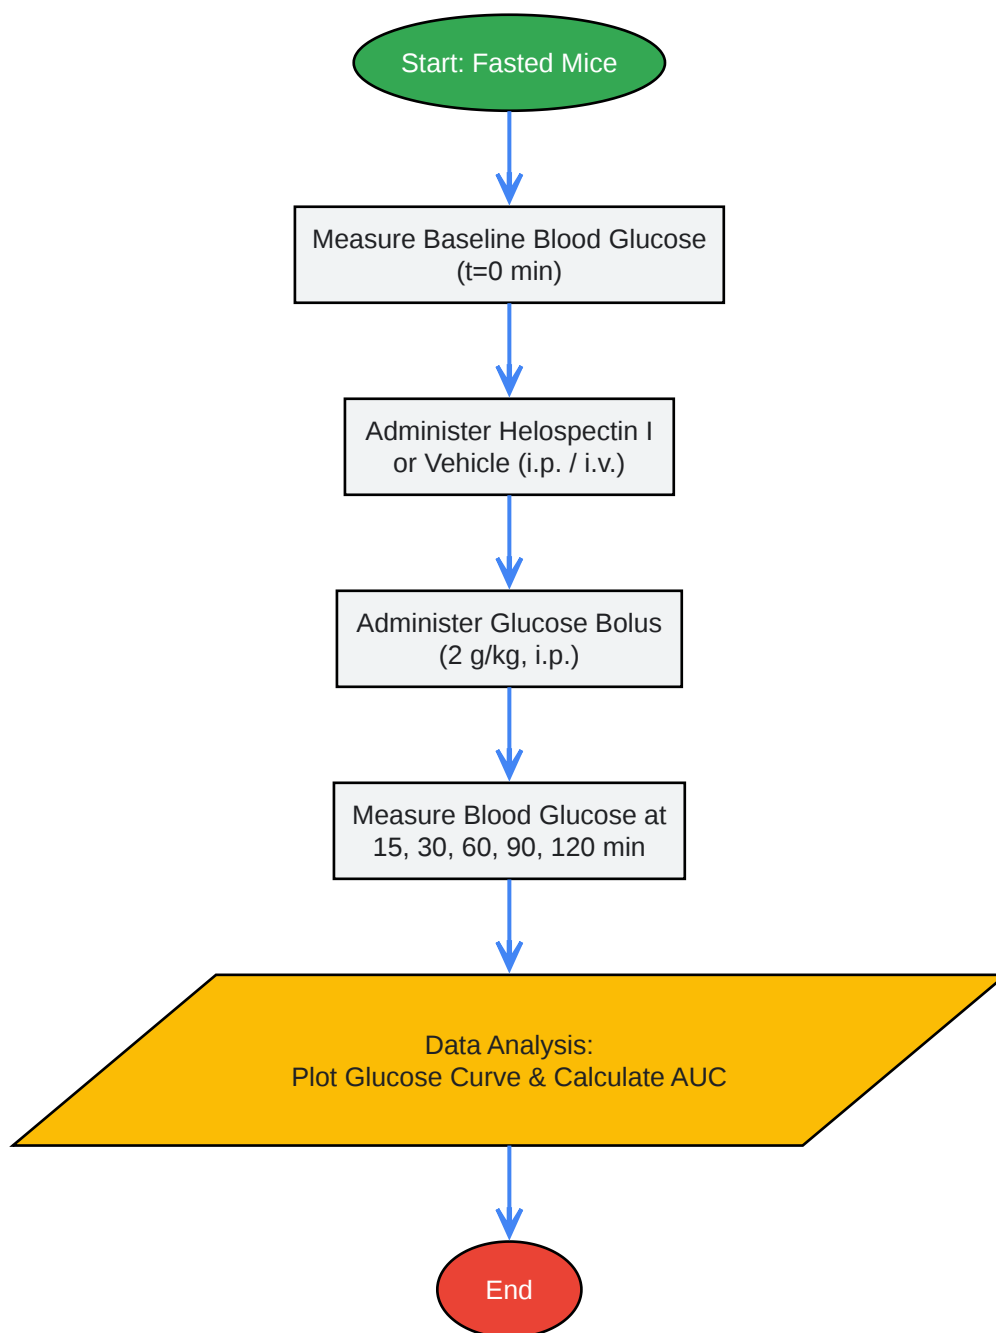 Start: Fasted Mice
Measure Baseline Blood Glucose
(t=0 min)
Administer Helospectin I
or Vehicle (i.p. / i.v.)
Administer Glucose Bolus
(2 g/kg, i.p.)
Measure Blood Glucose at
15, 30, 60, 90, 120 min
Data Analysis:
Plot Glucose Curve & Calculate AUC
End